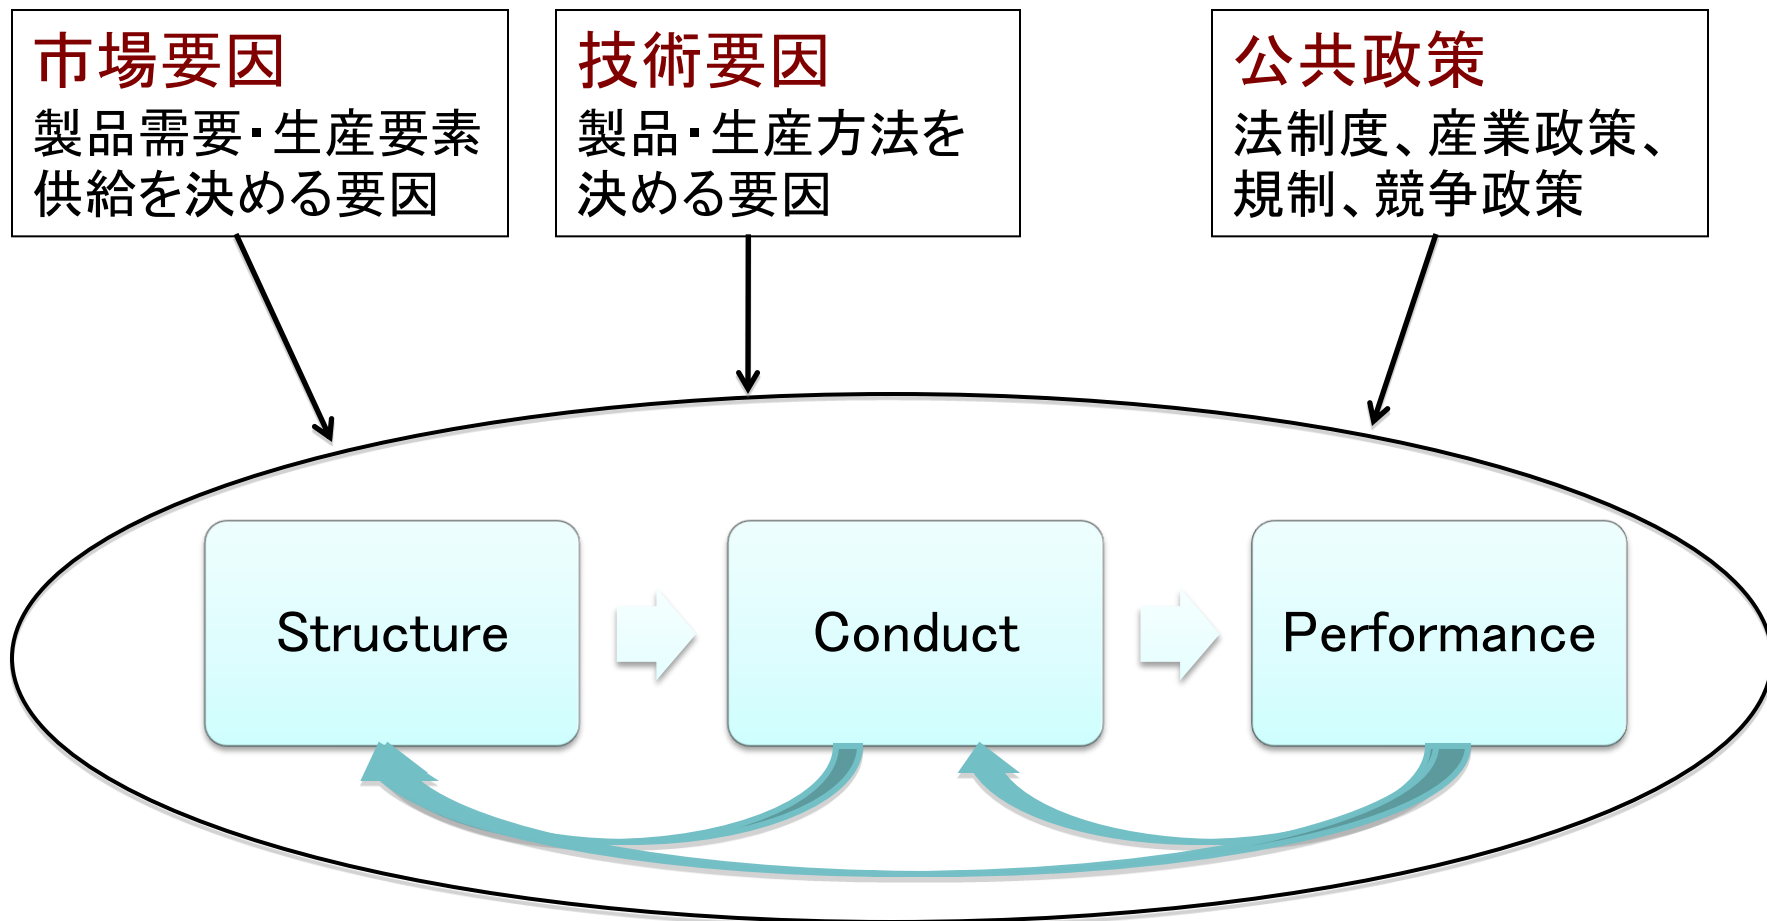 市場要因
製品需要・生産要素
供給を決める要因
技術要因
製品・生産方法を
決める要因
公共政策
法制度、産業政策、
規制、競争政策
Structure
Conduct
Performance